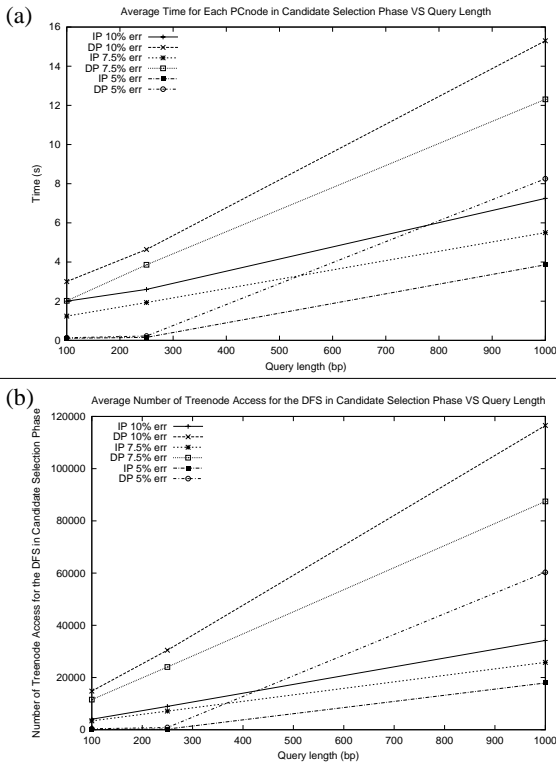 (a)
Average Time for Each PCnode in Candidate Selection Phase VS Query Length
IP 10% err
DP 10% err
IP 7.5% err
DP 7.5% err
IP 5% err
DP 5% err
16
14
12
10
8
6
4
2
0
Time (s)
100 200 300 400 500 600 700 800 900 1000
Query length (bp)
(b)
Average Number of Treenode Access for the DFS in Candidate Selection Phase VS Query Length
IP 10% err
DP 10% err
IP 7.5% err
DP 7.5% err
IP 5% err
DP 5% err
120000
100000
80000
60000
40000
20000
0
Number of Treenode Access for the DFS in Candidate Selection Phase
100 200 300 400 500 600 700 800 900 1000
Query length (bp)